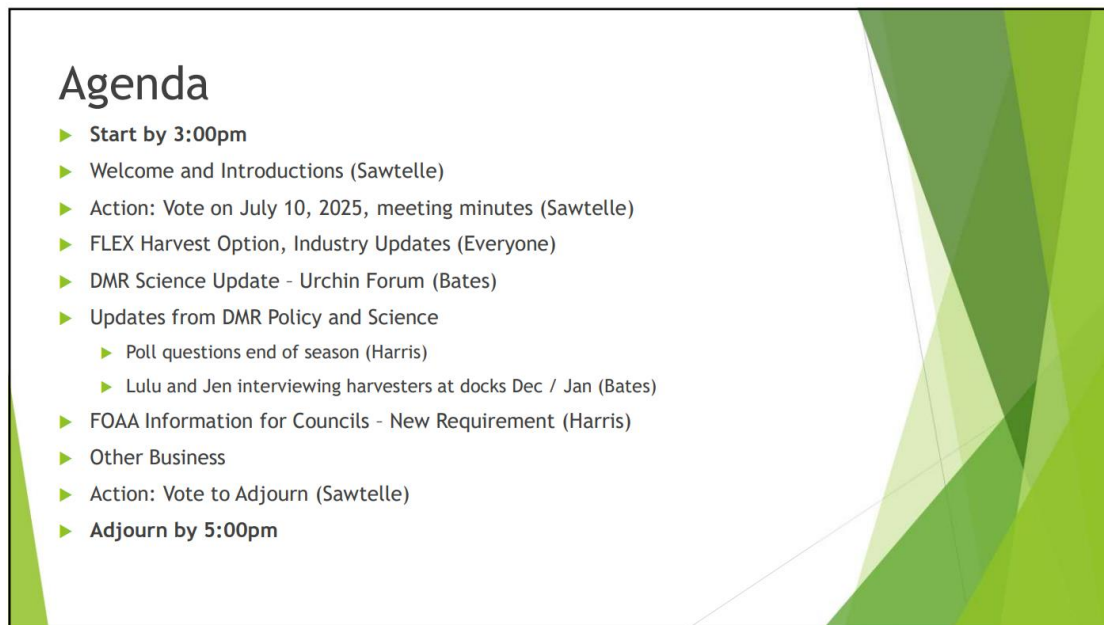 Agenda
Start by 3:00pm
Welcome and Introductions (Sawtelle)
Action: Vote on July 10, 2025, meeting minutes (Sawtelle)
FLEX Harvest Option, Industry Updates (Everyone)
DMR Science Update – Urchin Forum (Bates)
Updates from DMR Policy and Science
Poll questions end of season (Harris)
Lulu and Jen interviewing harvesters at docks Dec / Jan (Bates)
FOAA Information for Councils – New Requirement (Harris)
Other Business
Action: Vote to Adjourn (Sawtelle)
Adjourn by 5:00pm